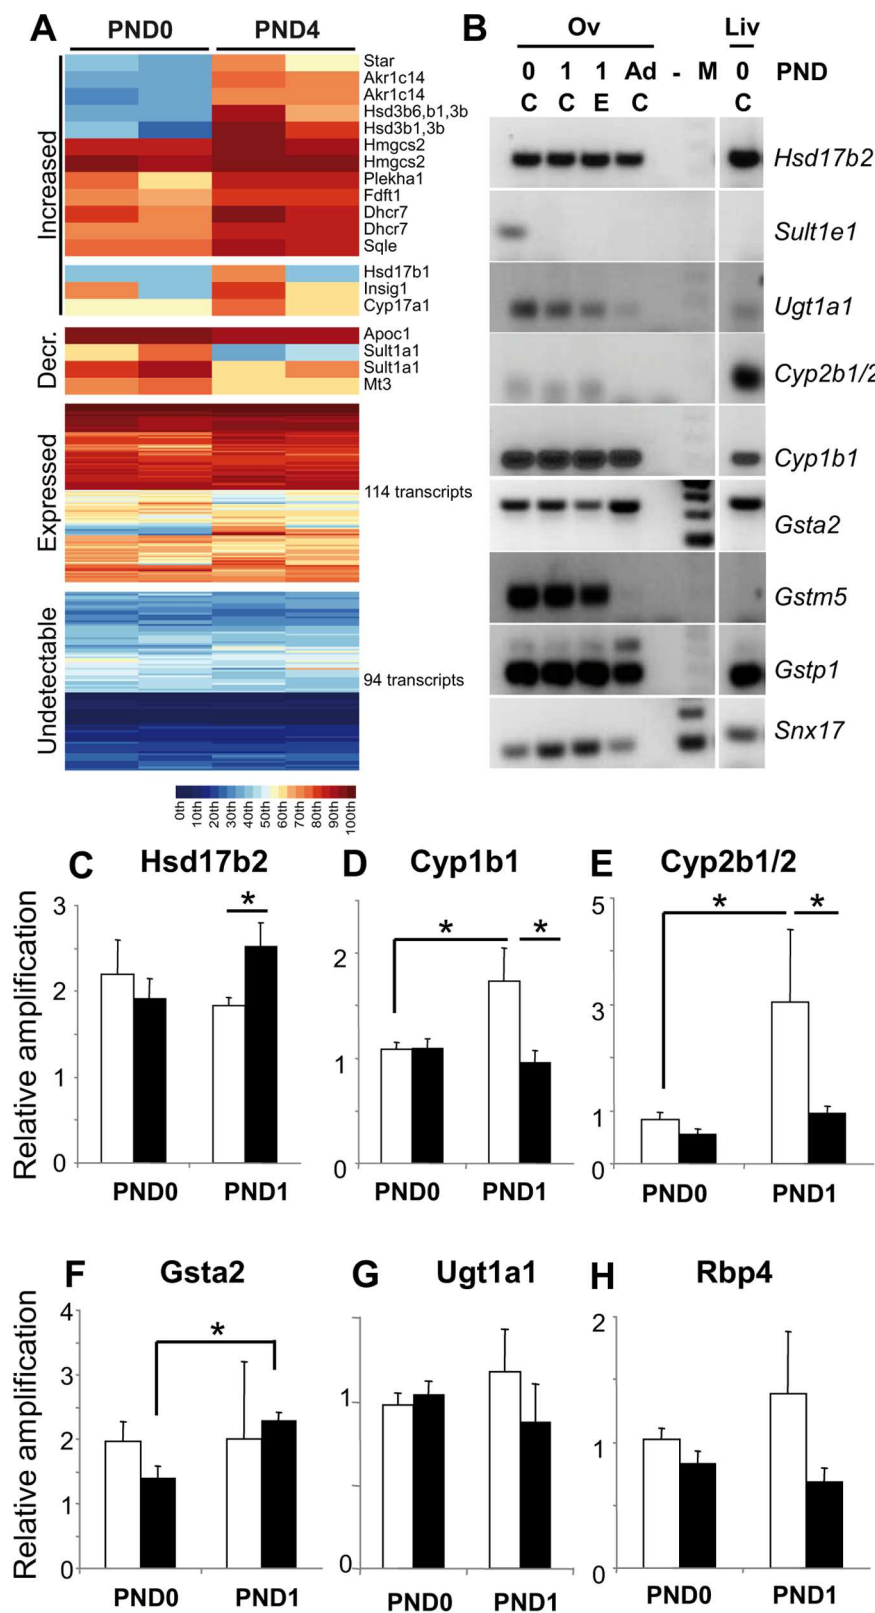 A
PND0 PND4
Increased
Star
Akr1c14
Akr1c14
Hsd3b6,b1,3b
Hsd3b1,3b
Hmgcs2
Hmgcs2
Plekha1
Fdft1
Dhcr7
Dhcr7
Sqle
Hsd17b1
Insig1
Cyp17a1
Decr.
Apoc1
Sult1a1
Sult1a1
Mt3
Expressed
114 transcripts
Undetectable
94 transcripts
0th 10th 20th 30th 40th 50th 60th 70th 80th 90th 100th
B
Ov Liv
0 1 1 Ad - M 0 PND
C C E C C
Hsd17b2
Sult1e1
Ugt1a1
Cyp2b1/2
Cyp1b1
Gsta2
Gstm5
Gstp1
Snx17
C Hsd17b2
Relative amplification
3
2
1
0
*
PND0 PND1
D Cyp1b1
2
1
0
* *
PND0 PND1
E Cyp2b1/2
5
3
1
0
* *
PND0 PND1
F Gsta2
Relative amplification
4
3
2
1
0
*
PND0 PND1
G Ugt1a1
1
0
PND0 PND1
H Rbp4
2
1
0
PND0 PND1